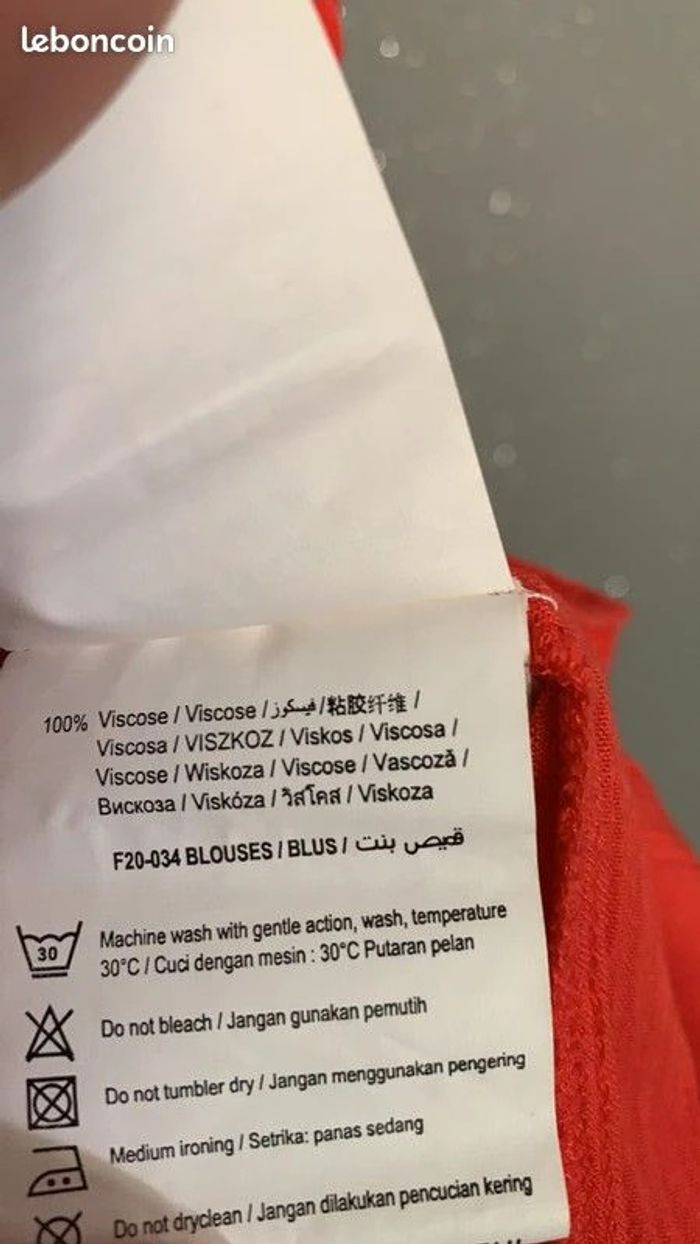 leboncoin
100% Viscose / Viscose / فيسكوز / 粘胶纤维 /
Viscosa / VISZKOZ / Viskos / Viscosa /
Viscose / Wiskoza / Viscose / Vascoză /
Вискоза / Viskóza / วิสโคส / Viskoza
F20-034 BLOUSES / BLUS / قميص بنت
30
Machine wash with gentle action, wash, temperature
30°C / Cuci dengan mesin : 30°C Putaran pelan
Do not bleach / Jangan gunakan pemutih
Do not tumbler dry / Jangan menggunakan pengering
Medium ironing / Setrika: panas sedang
Do not dryclean / Jangan dilakukan pencucian kering